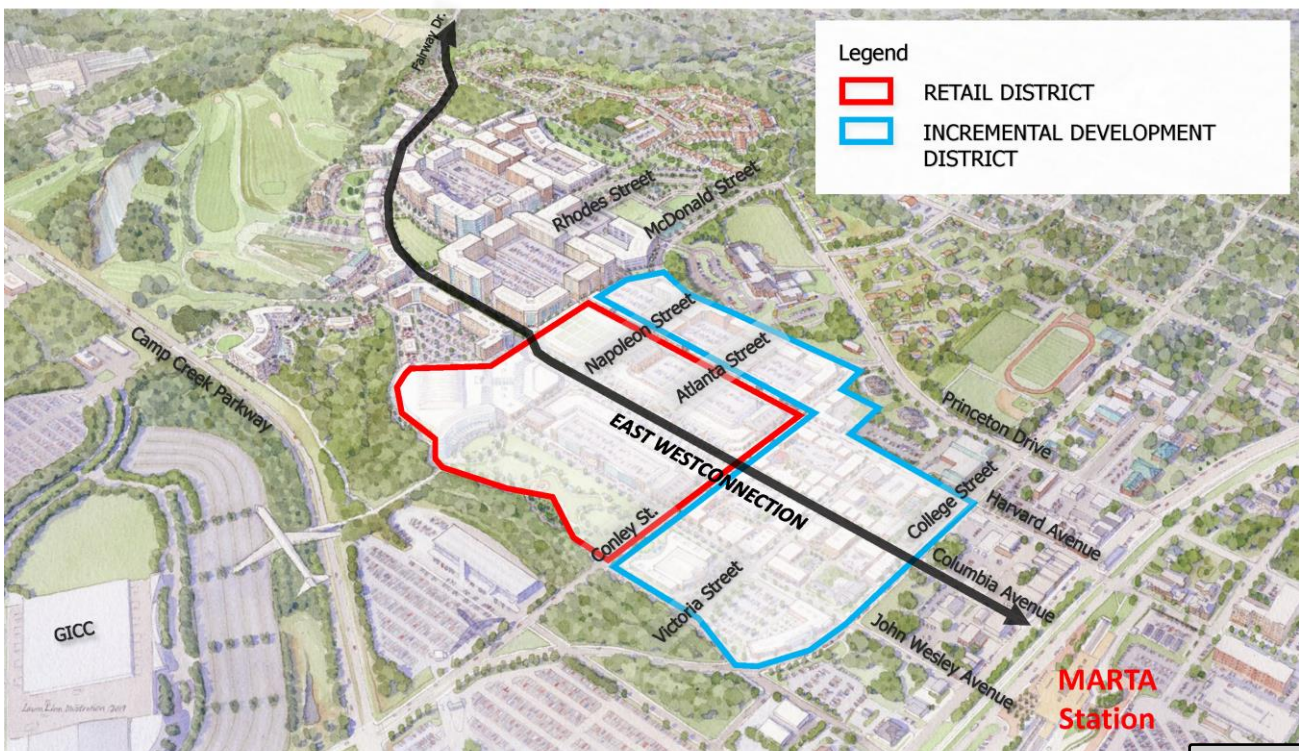 Fairway Dr.
Legend
RETAIL DISTRICT
INCREMENTAL DEVELOPMENT
DISTRICT
Rhodes Street
McDonald Street
Napoleon Street
Atlanta Street
Camp Creek Parkway
Princeton Drive
EAST WESTCONNECTION
College Street
Harvard Avenue
Conley St.
Columbia Avenue
Victoria Street
John Wesley Avenue
GICC
MARTA
Station